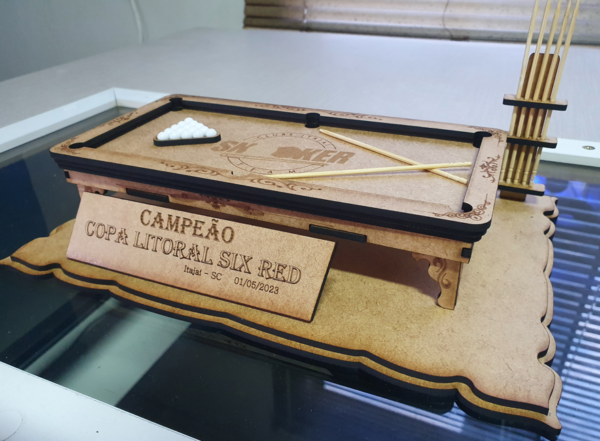 CAMPEÃO
COPA LITORAL SIX RED
Itajaí - SC 01/05/2023